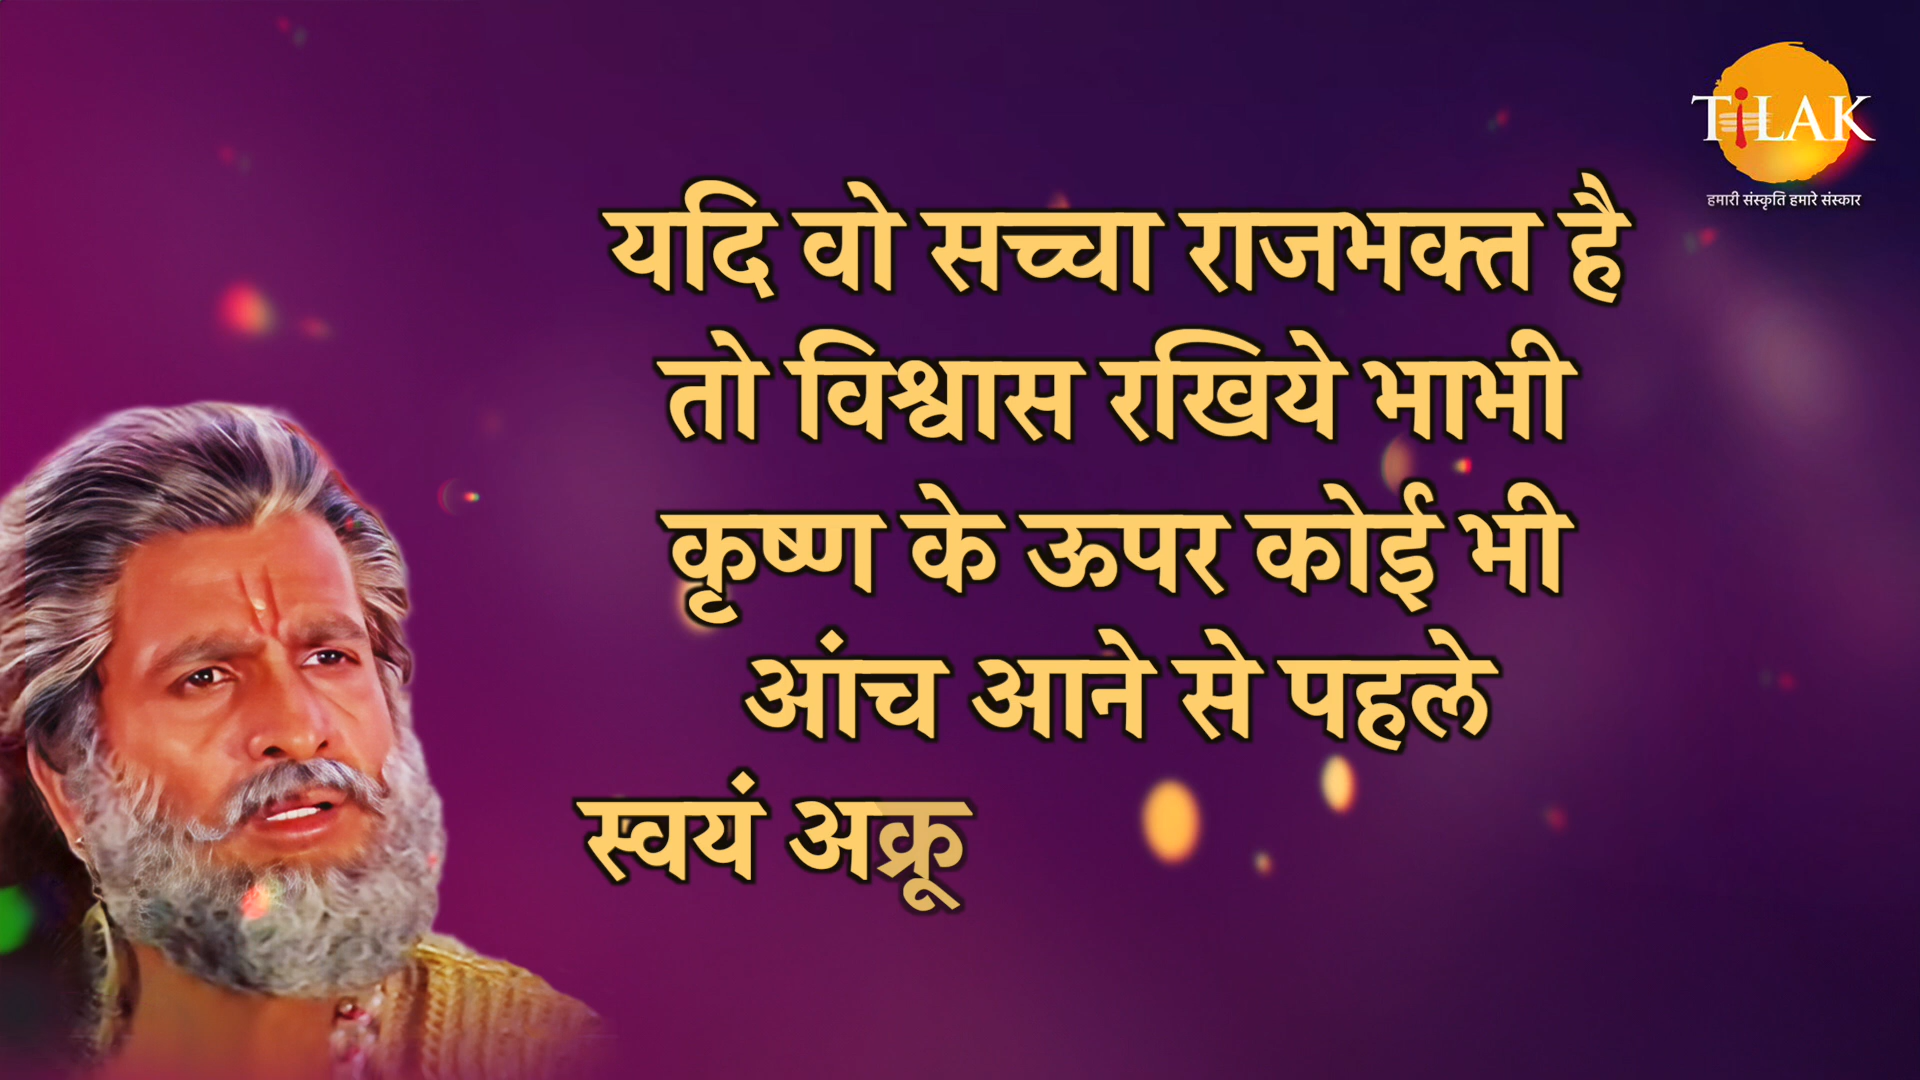 TiLAK
हमारी संस्कृति हमारे संस्कार
यदि वो सच्चा राजभक्त है
तो विश्वास रखिये भाभी
कृष्ण के ऊपर कोई भी
आंच आने से पहले
स्वयं अक्रू